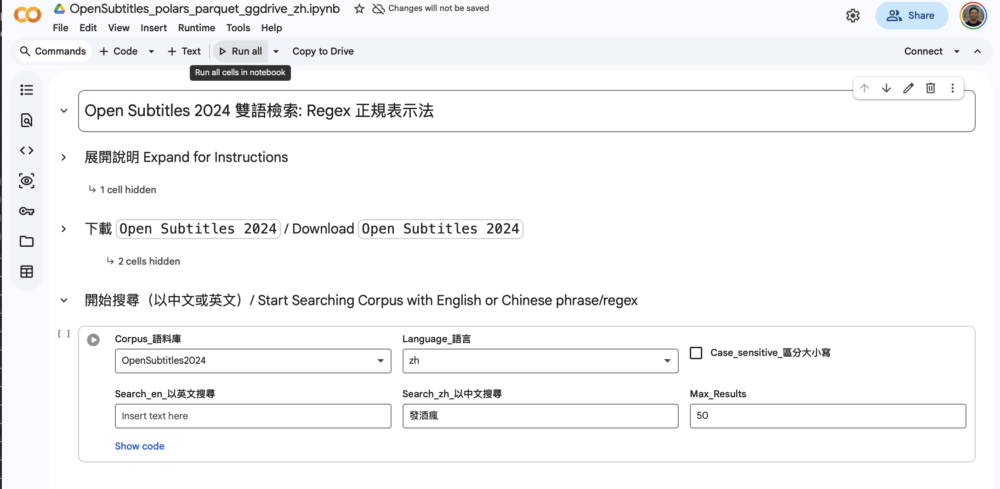 OpenSubtitles_polars_parquet_ggdrive_zh.ipynb
Changes will not be saved
Share
File Edit View Insert Runtime Tools Help
Commands + Code + Text Run all Copy to Drive Connect
Run all cells in notebook
Open Subtitles 2024 雙語檢索: Regex 正規表示法
展開說明 Expand for Instructions
1 cell hidden
下載 Open Subtitles 2024 / Download Open Subtitles 2024
2 cells hidden
開始搜尋（以中文或英文）/ Start Searching Corpus with English or Chinese phrase/regex
[ ]
Corpus_語料庫
OpenSubtitles2024
Language_語言
zh
Case_sensitive_區分大小寫
Search_en_以英文搜尋
Insert text here
Search_zh_以中文搜尋
發酒瘋
Max_Results
50
Show code